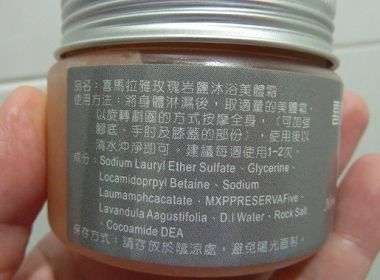 品名：喜馬拉雅玫瑰岩鹽沐浴美體霜
使用方法：將身體淋濕後，取適量的美體霜，
以旋轉劃圈的方式按摩全身，(可加強
腳底、手肘及膝蓋的部份)，使用後以
清水沖淨即可。建議每週使用1~2次。
成分：Sodium Lauryl Ether Sulfate、Glycerine、
Locamidoprpyl Betaine、Sodium
Laumamphcacatate、MXPPRESERVAFive、
Lavandula Aagustifolia、D.I Water、Rock Salt
、Cocoamide DEA
保存方式：請存放於陰涼處，避免陽光直射。